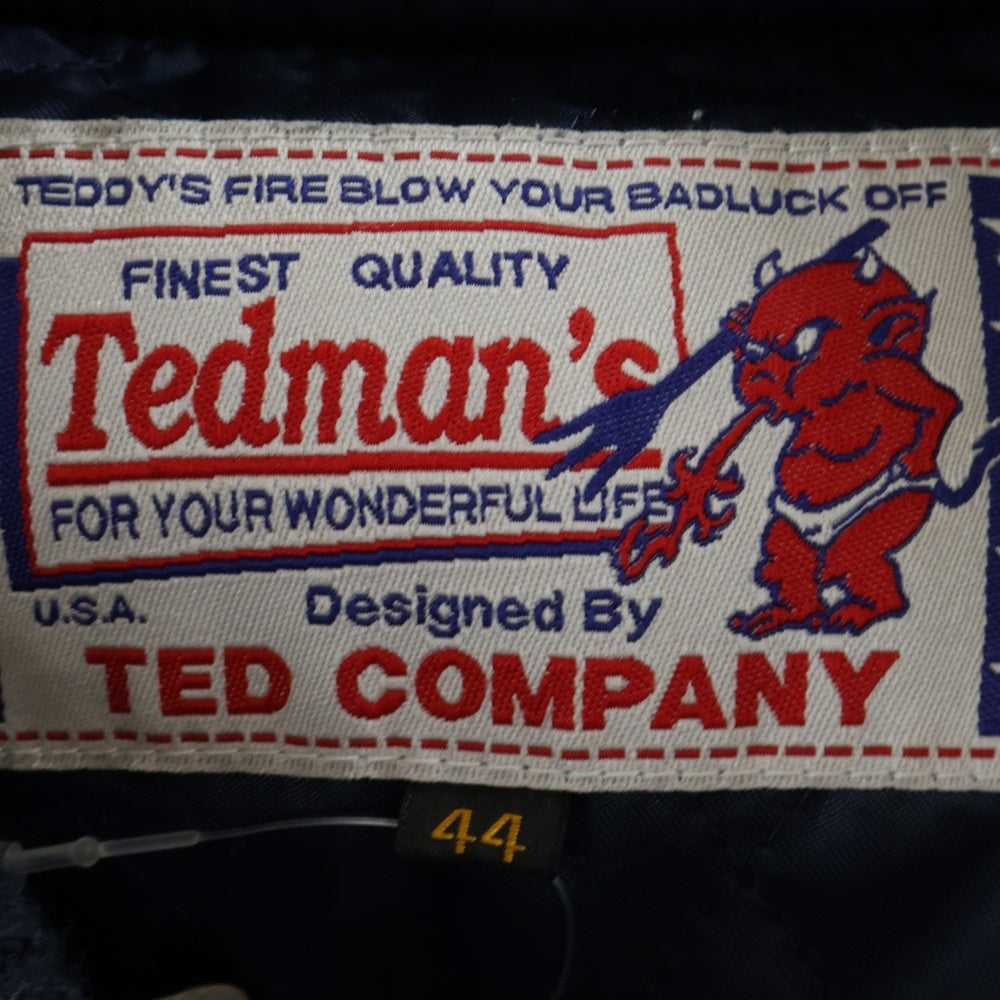 TEDDY'S FIRE BLOW YOUR BADLUCK OFF
FINEST QUALITY
Tedman's
FOR YOUR WONDERFUL LIFE
U.S.A. Designed By
TED COMPANY
44